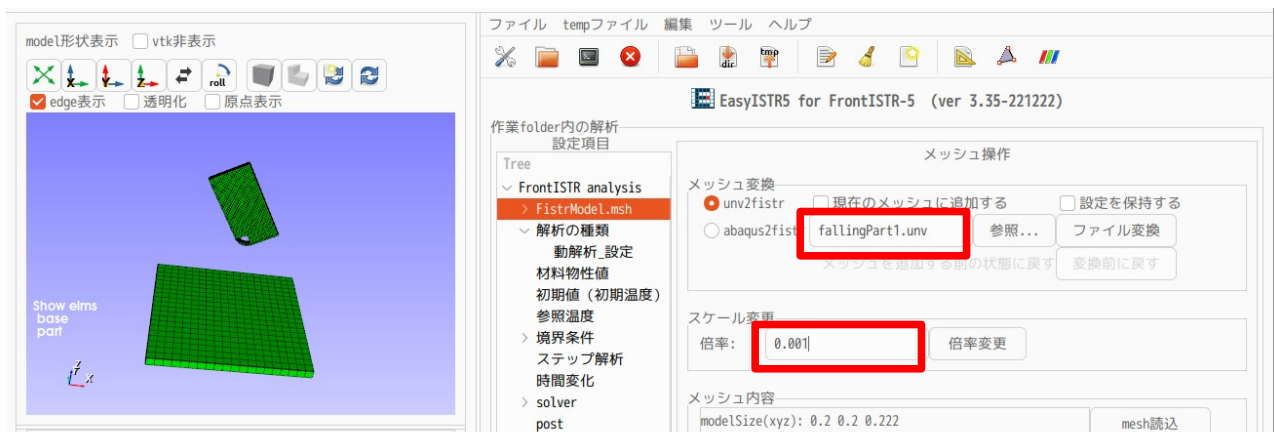 model形状表示 vtk非表示
roll
edge表示 透明化 原点表示
Show elms
base
part
Z
X
ファイル tempファイル 編集 ツール ヘルプ
dir tmp
EasyISTR5 for FrontISTR-5 (ver 3.35-221222)
作業folder内の解析
設定項目
Tree
FrontISTR analysis
FistrModel.msh
解析の種類
動解析_設定
材料物性値
初期値（初期温度）
参照温度
境界条件
ステップ解析
時間変化
solver
post
メッシュ操作
メッシュ変換
unv2fistr 現在のメッシュに追加する 設定を保持する
abaqus2fist fallingPart1.unv 参照... ファイル変換
メッシュを追加する前の状態に戻す 変換前に戻す
スケール変更
倍率: 0.001 倍率変更
メッシュ内容
modelSize(xyz): 0.2 0.2 0.222 mesh読込